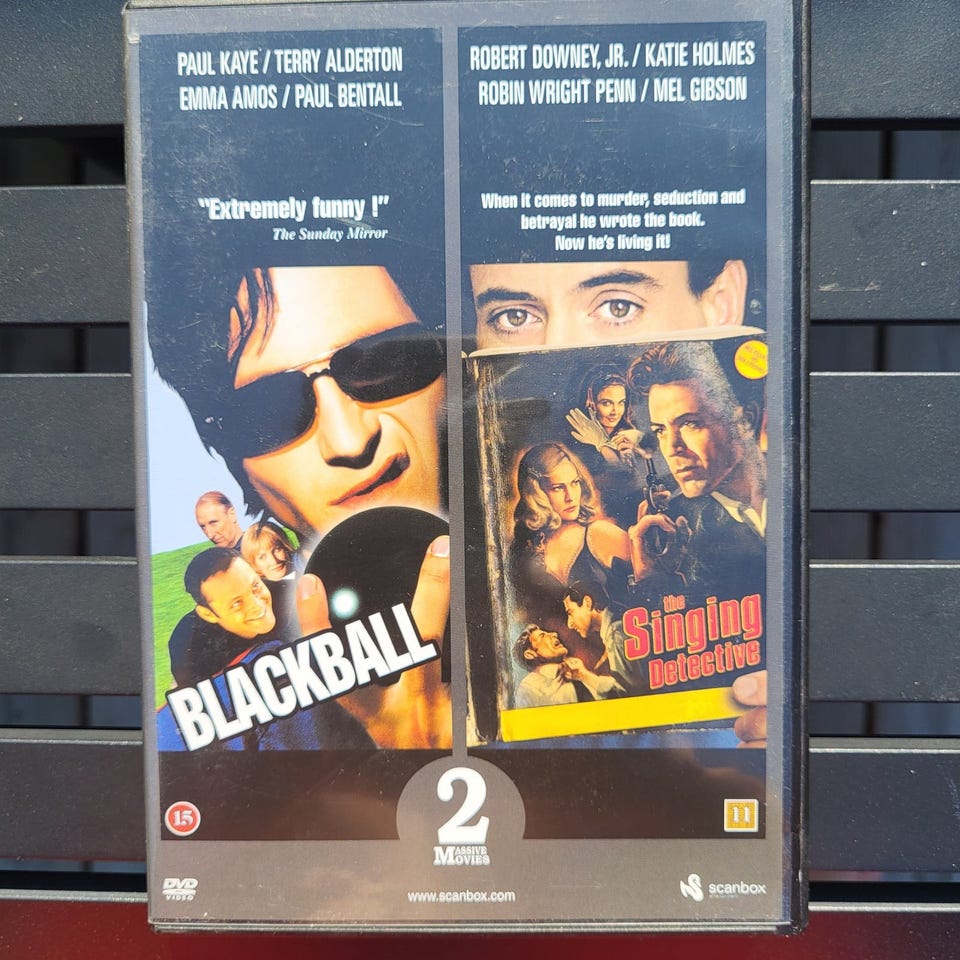 PAUL KAYE / TERRY ALDERTON
EMMA AMOS / PAUL BENTALL
"Extremely funny !"
The Sunday Mirror
BLACKBALL
ROBERT DOWNEY, JR. / KATIE HOLMES
ROBIN WRIGHT PENN / MEL GIBSON
When it comes to murder, seduction and
betrayal he wrote the book.
Now he's living it!
the
Singing
Detective
15
2
MASSIVE
MOVIES
11
DVD
VIDEO
www.scanbox.com
scanbox